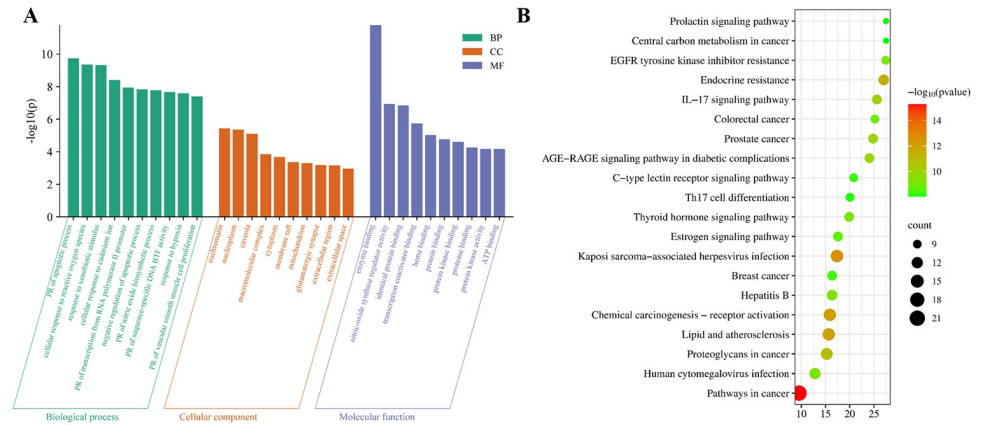 A
BP
CC
MF
-log10(p)
10
8
6
4
2
0
PR of apoptotic process
cellular response to reactive oxygen species
response to xenobiotic stimulus
cellular response to cadmium ion
PR of transcription from RNA polymerase II promoter
negative regulation of apoptotic process
PR of nitric oxide biosynthetic process
PR of sequence-specific DNA BTF activity
response to hypoxia
PR of vascular smooth muscle cell proliferation
euchromatin
nucleoplasm
caveola
macromolecular complex
cytoplasm
membrane raft
mitochondrion
glutamatergic synapse
extracellular region
extracellular space
enzyme binding
nitric-oxide synthase regulator activity
identical protein binding
transcription coactivator binding
heme binding
protein binding
protein kinase binding
protease binding
protein kinase activity
ATP binding
Biological process
Cellular component
Molecular function
B
Prolactin signaling pathway
Central carbon metabolism in cancer
EGFR tyrosine kinase inhibitor resistance
Endocrine resistance
IL−17 signaling pathway
Colorectal cancer
Prostate cancer
AGE−RAGE signaling pathway in diabetic complications
C−type lectin receptor signaling pathway
Th17 cell differentiation
Thyroid hormone signaling pathway
Estrogen signaling pathway
Kaposi sarcoma−associated herpesvirus infection
Breast cancer
Hepatitis B
Chemical carcinogenesis − receptor activation
Lipid and atherosclerosis
Proteoglycans in cancer
Human cytomegalovirus infection
Pathways in cancer
10 15 20 25
−log10(pvalue)
14
12
10
count
9
12
15
18
21